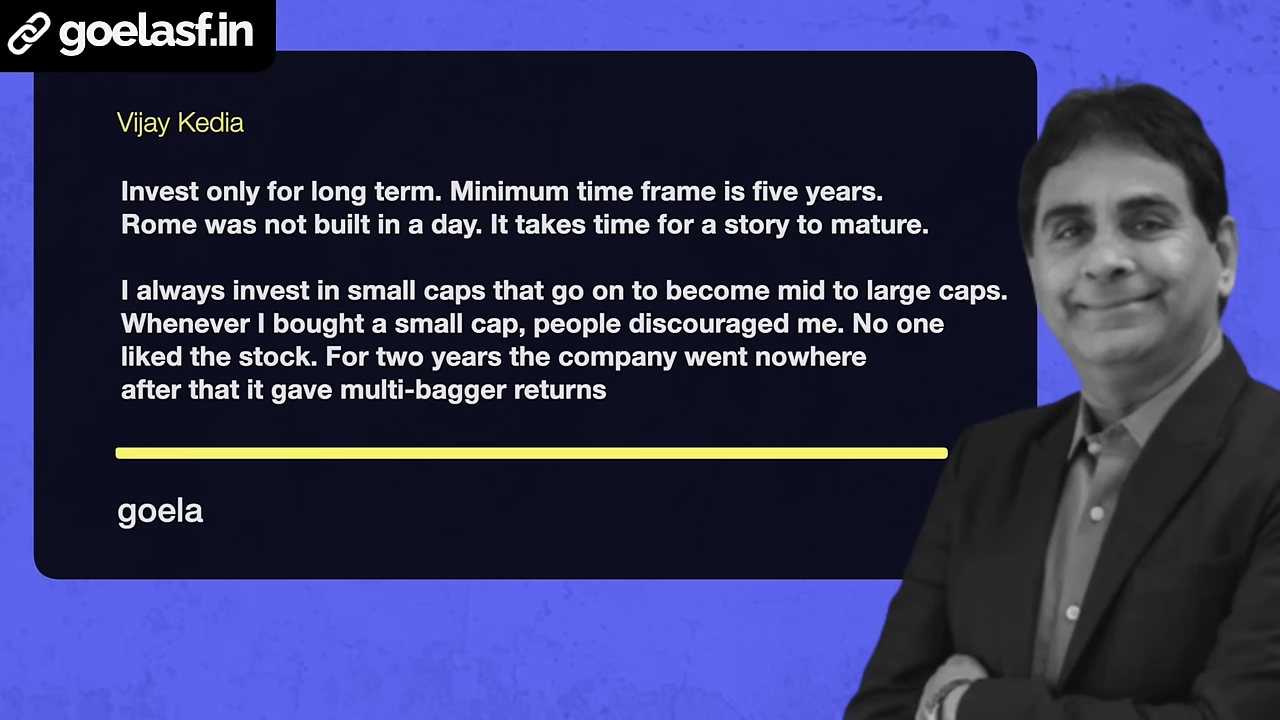 goelasf.in
Vijay Kedia
Invest only for long term. Minimum time frame is five years.
Rome was not built in a day. It takes time for a story to mature.
I always invest in small caps that go on to become mid to large caps.
Whenever I bought a small cap, people discouraged me. No one
liked the stock. For two years the company went nowhere
after that it gave multi-bagger returns
goela